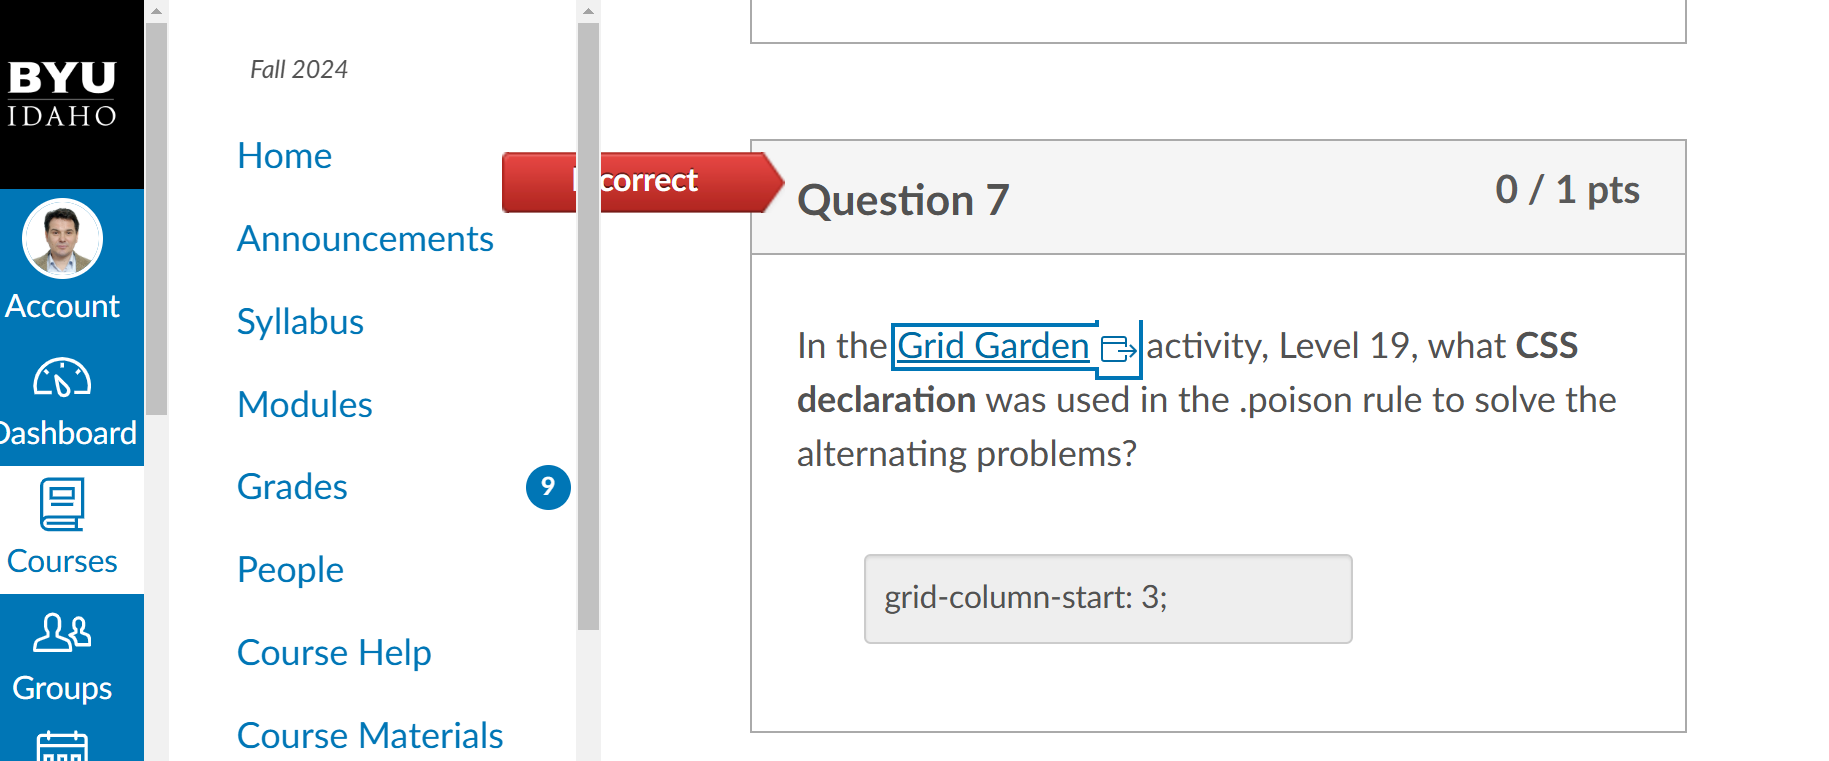 BYU
IDAHO
Account
Dashboard
Courses
Groups
Fall 2024
Home
Announcements
Syllabus
Modules
Grades
9
People
Course Help
Course Materials
Incorrect
Question 7
0 / 1 pts
In the Grid Garden activity, Level 19, what CSS
declaration was used in the .poison rule to solve the
alternating problems?
grid-column-start: 3;